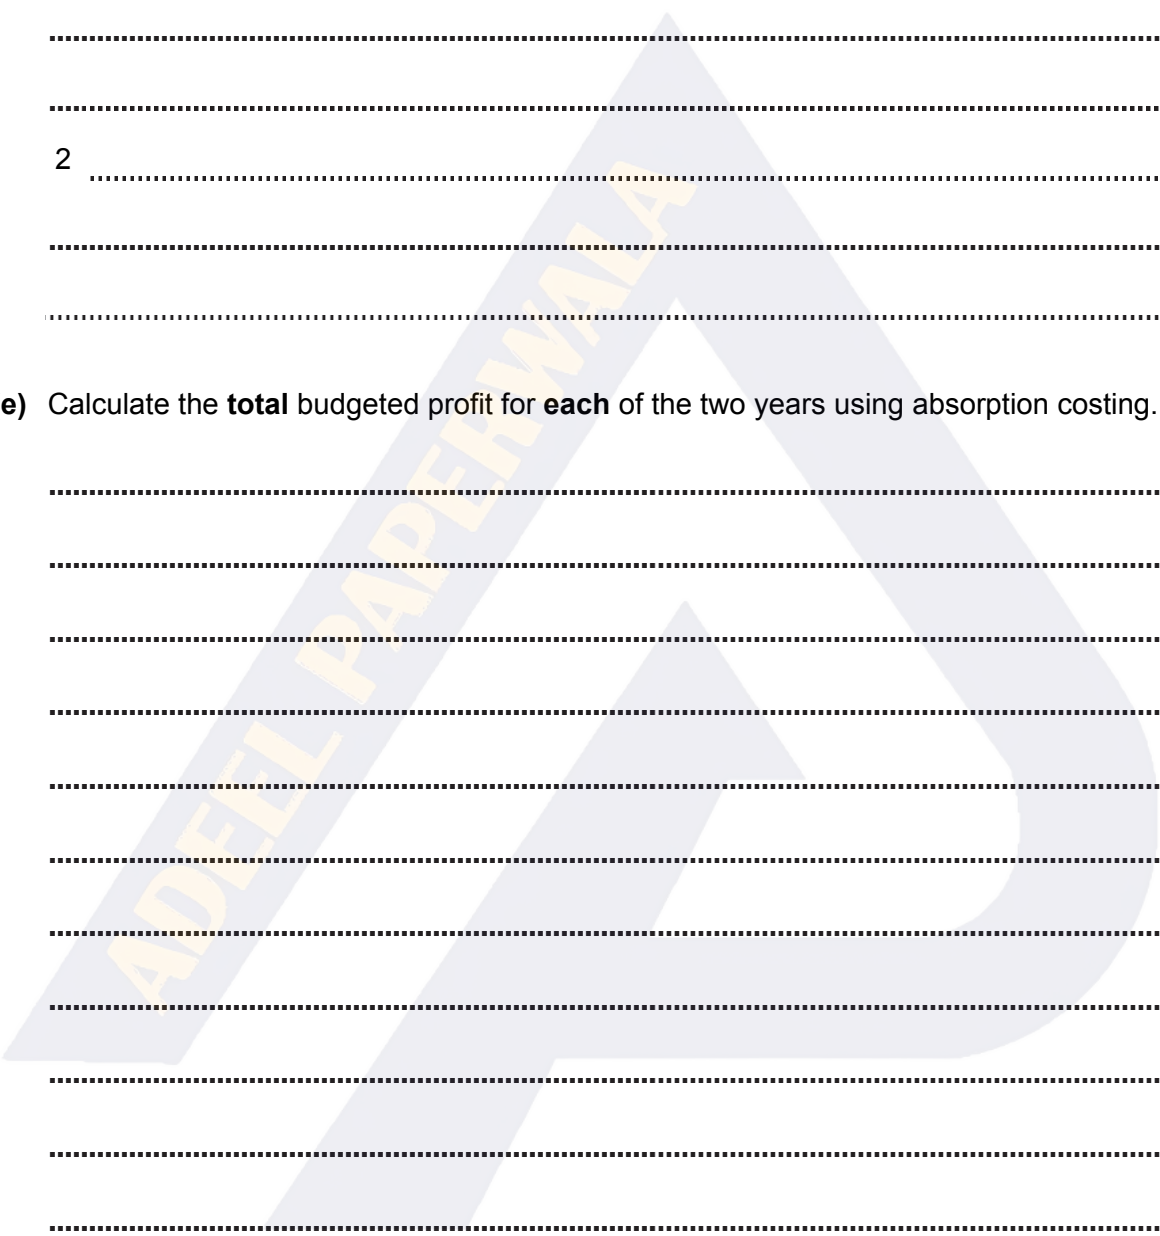 2
e) Calculate the total budgeted profit for each of the two years using absorption costing.
ADEEL PAPERWALA